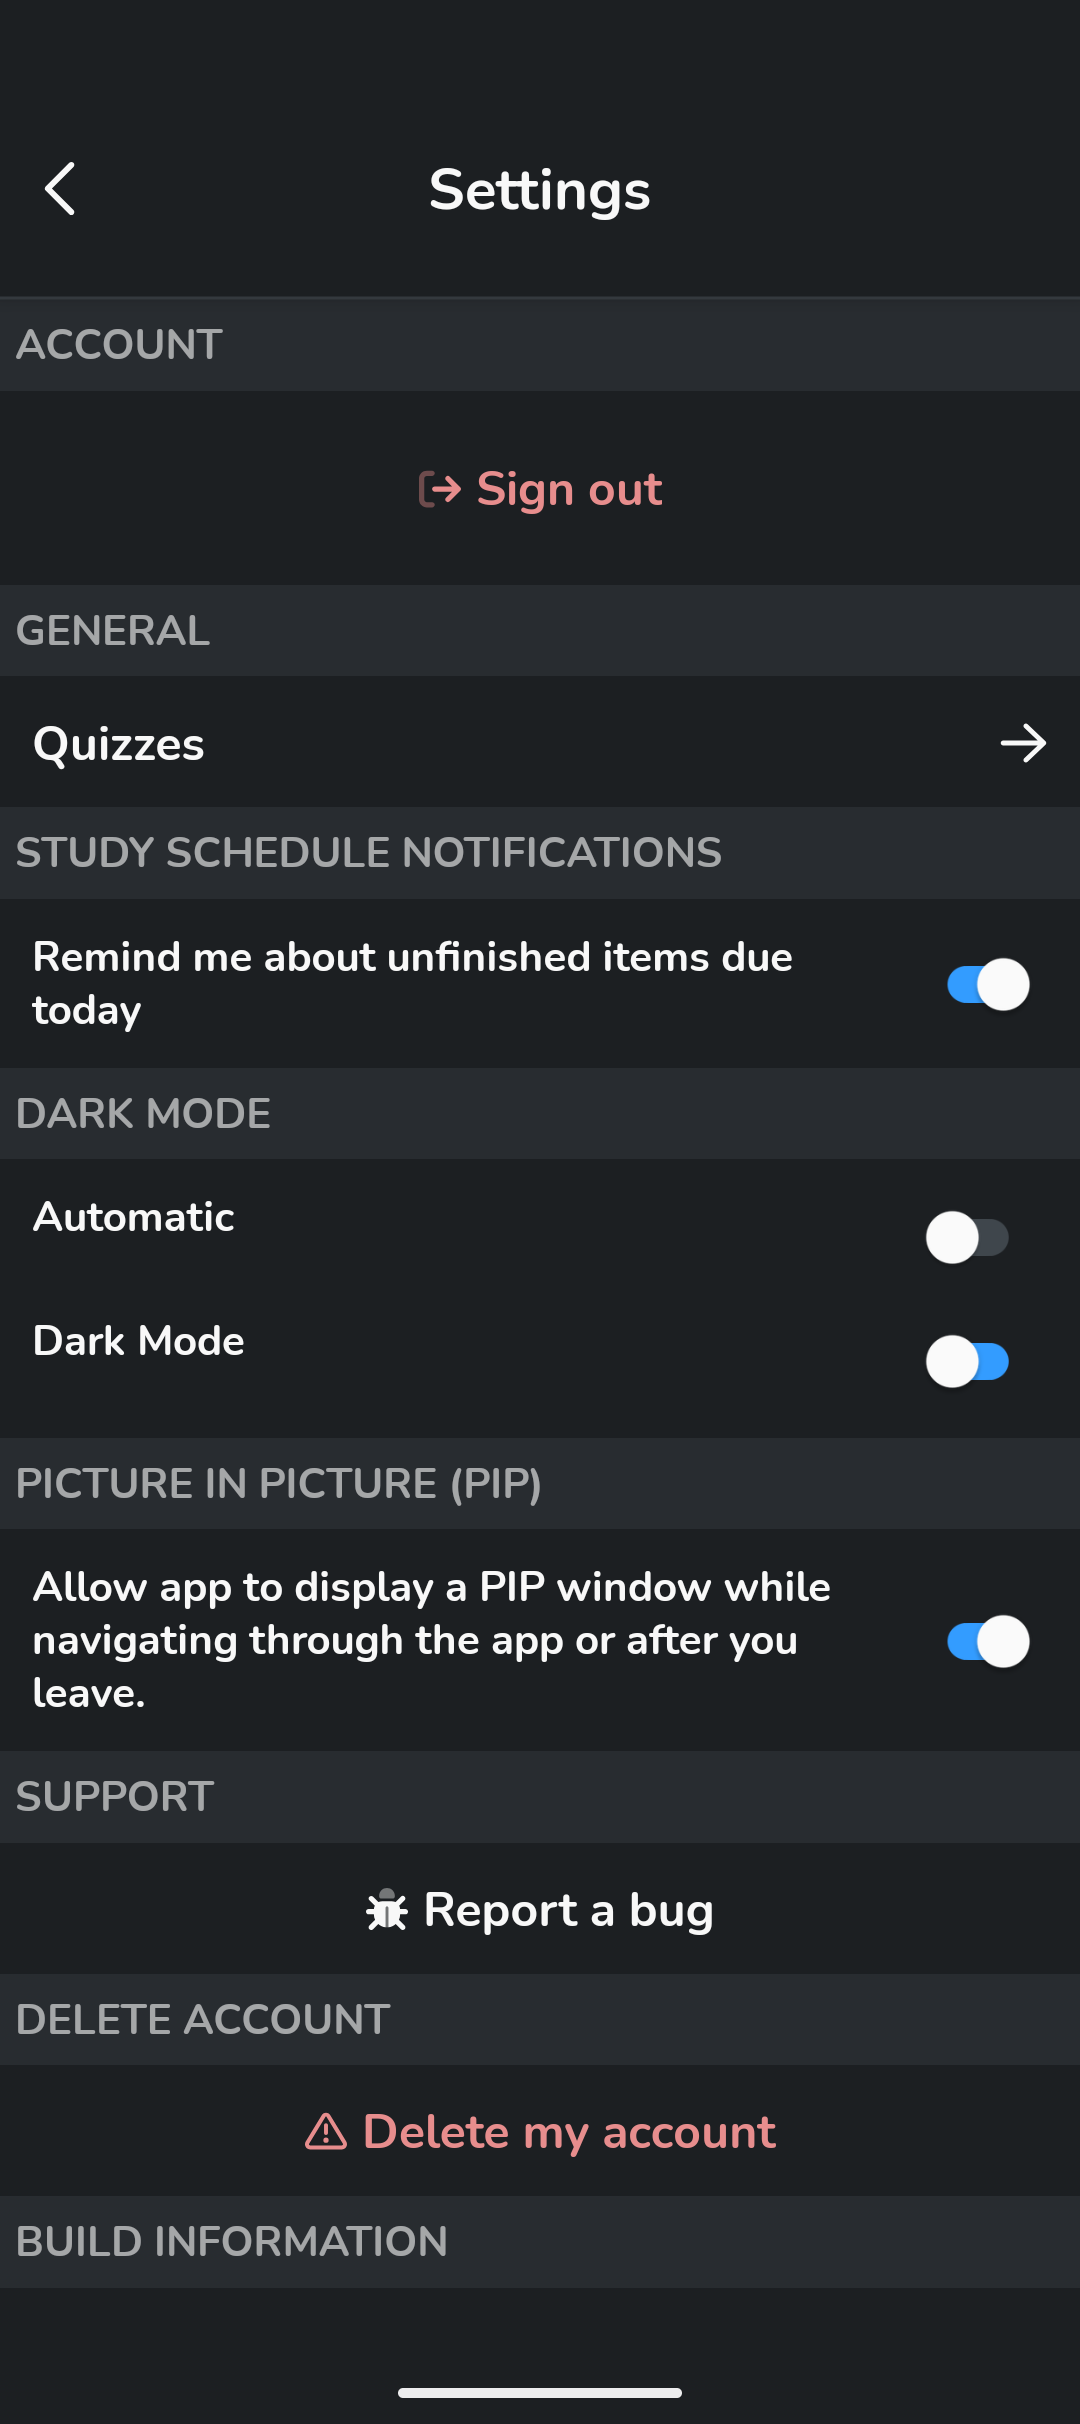 Settings
ACCOUNT
Sign out
GENERAL
Quizzes
STUDY SCHEDULE NOTIFICATIONS
Remind me about unfinished items due
today
DARK MODE
Automatic
Dark Mode
PICTURE IN PICTURE (PIP)
Allow app to display a PIP window while
navigating through the app or after you
leave.
SUPPORT
Report a bug
DELETE ACCOUNT
Delete my account
BUILD INFORMATION